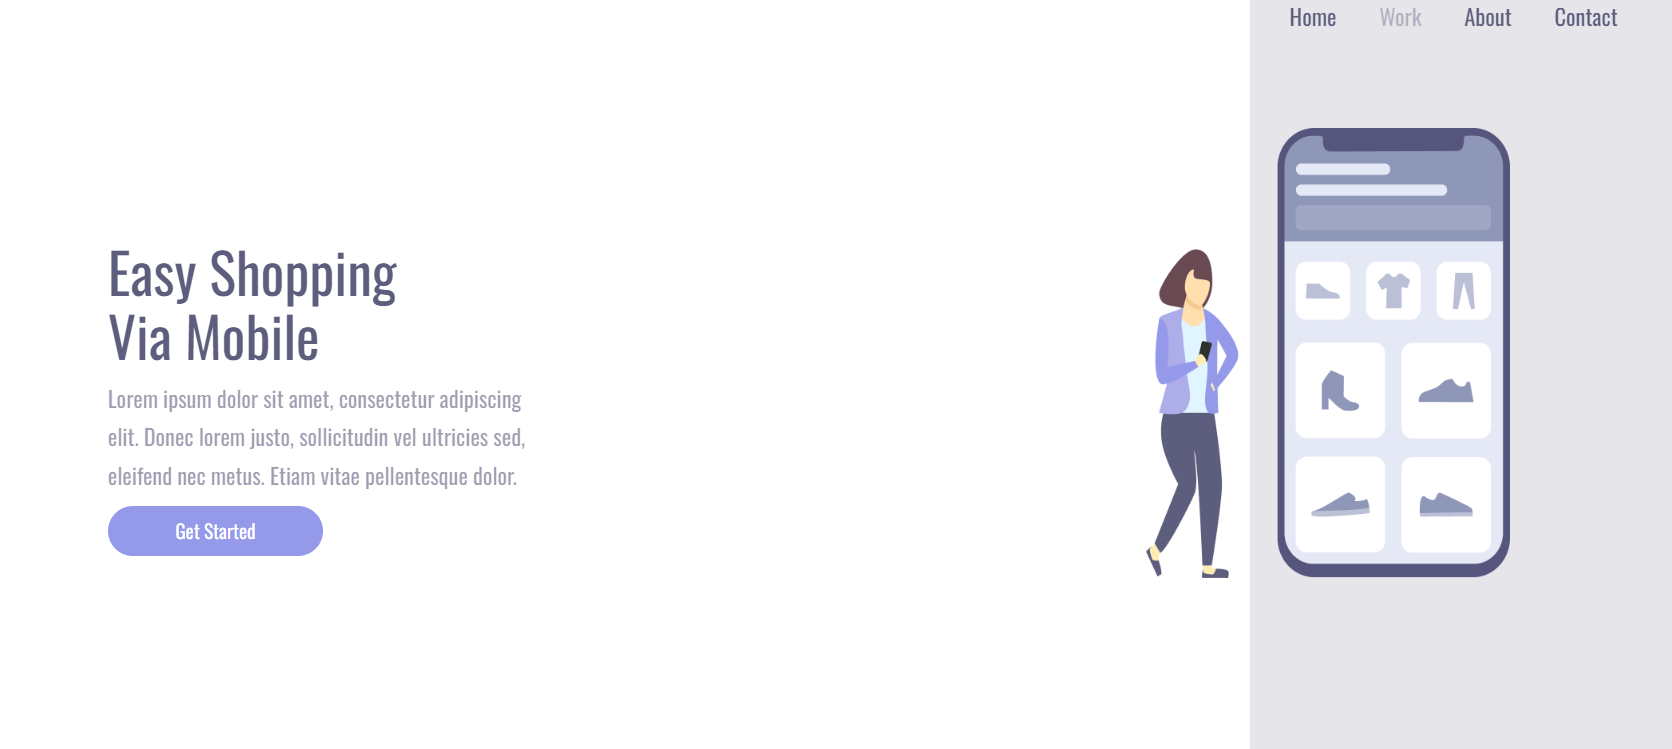 Home Work About Contact
Easy Shopping
Via Mobile
Lorem ipsum dolor sit amet, consectetur adipiscing
elit. Donec lorem justo, sollicitudin vel ultricies sed,
eleifend nec metus. Etiam vitae pellentesque dolor.
Get Started